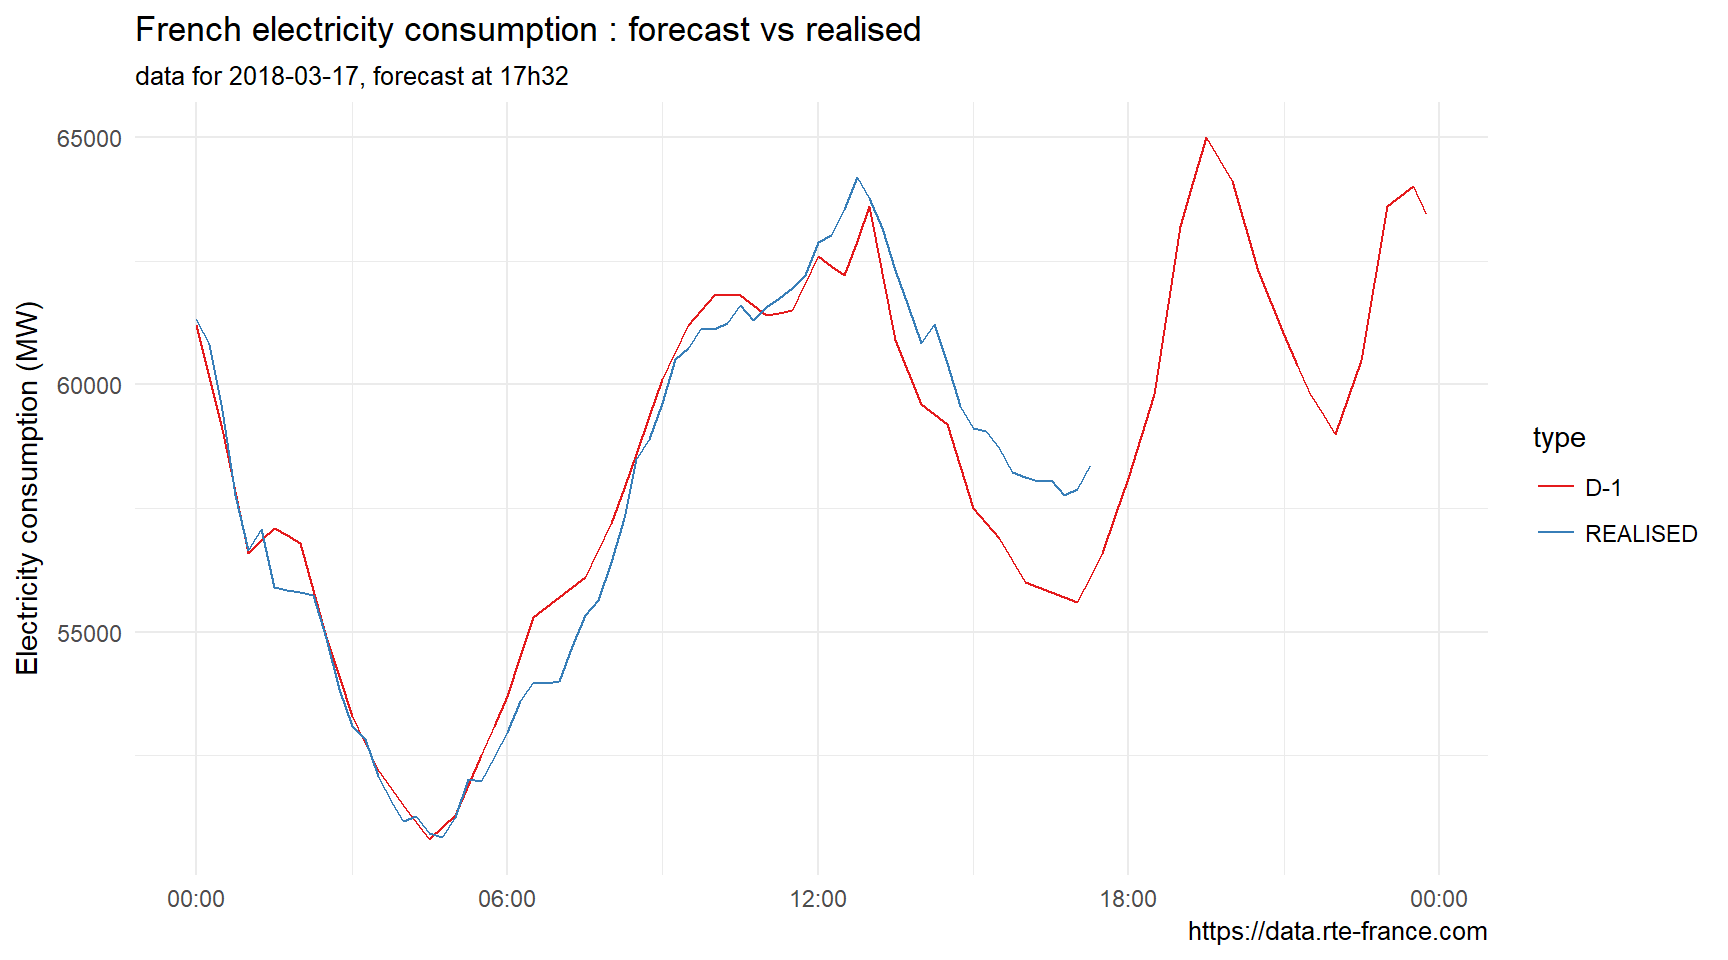 French electricity consumption : forecast vs realised
data for 2018-03-17, forecast at 17h32
Electricity consumption (MW)
65000
60000
55000
00:00 06:00 12:00 18:00 00:00
type
D-1
REALISED
https://data.rte-france.com